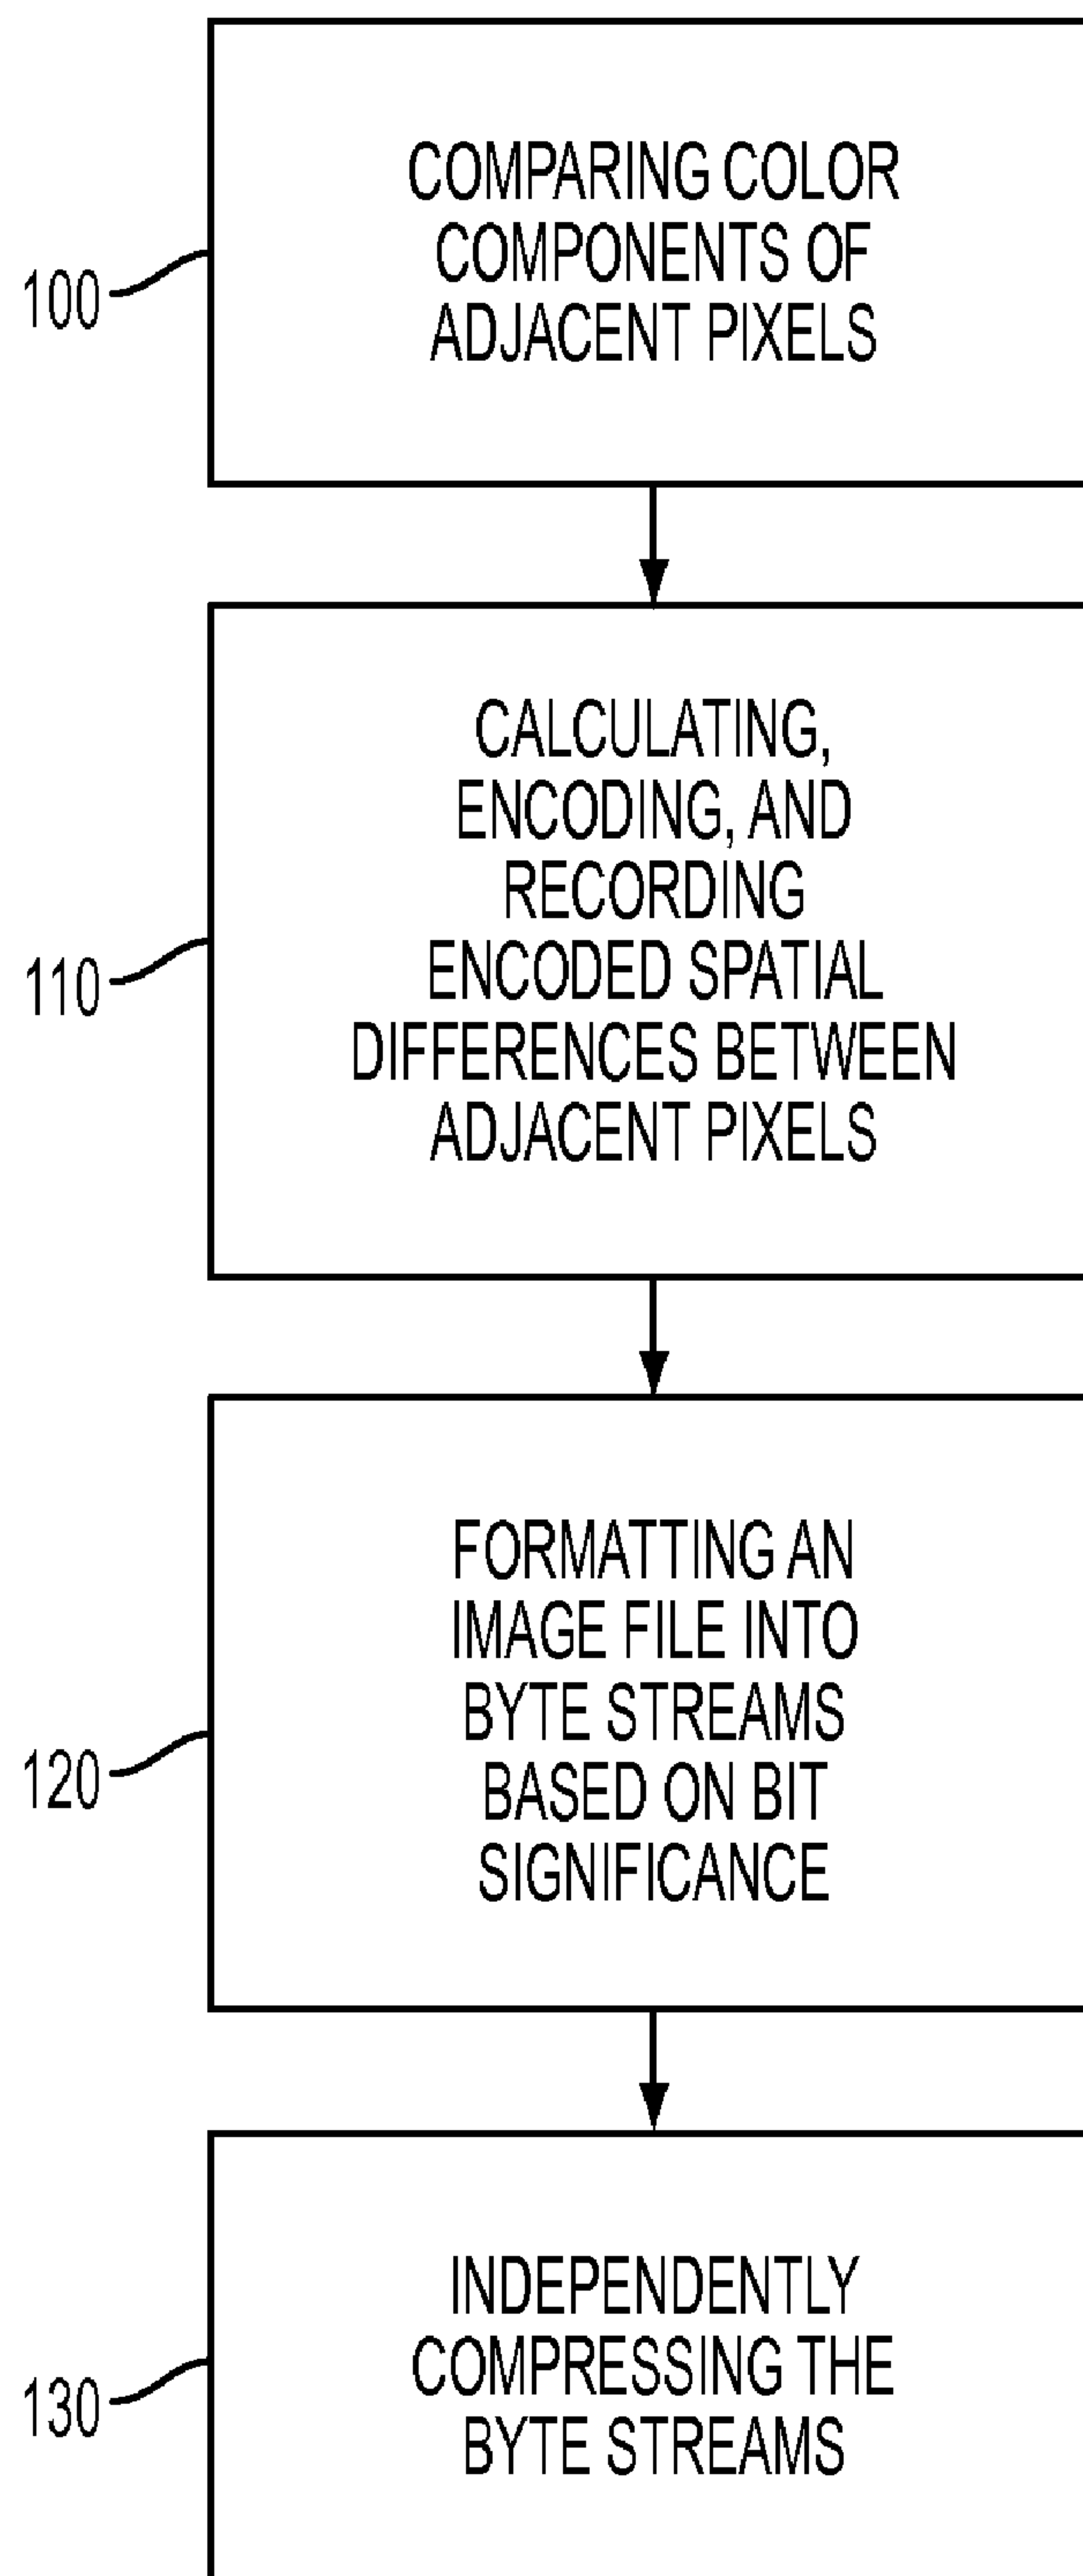 COMPARING COLOR
COMPONENTS OF
ADJACENT PIXELS
100
CALCULATING,
ENCODING, AND
RECORDING
ENCODED SPATIAL
DIFFERENCES BETWEEN
ADJACENT PIXELS
110
FORMATTING AN
IMAGE FILE INTO
BYTE STREAMS
BASED ON BIT
SIGNIFICANCE
120
INDEPENDENTLY
COMPRESSING THE
BYTE STREAMS
130